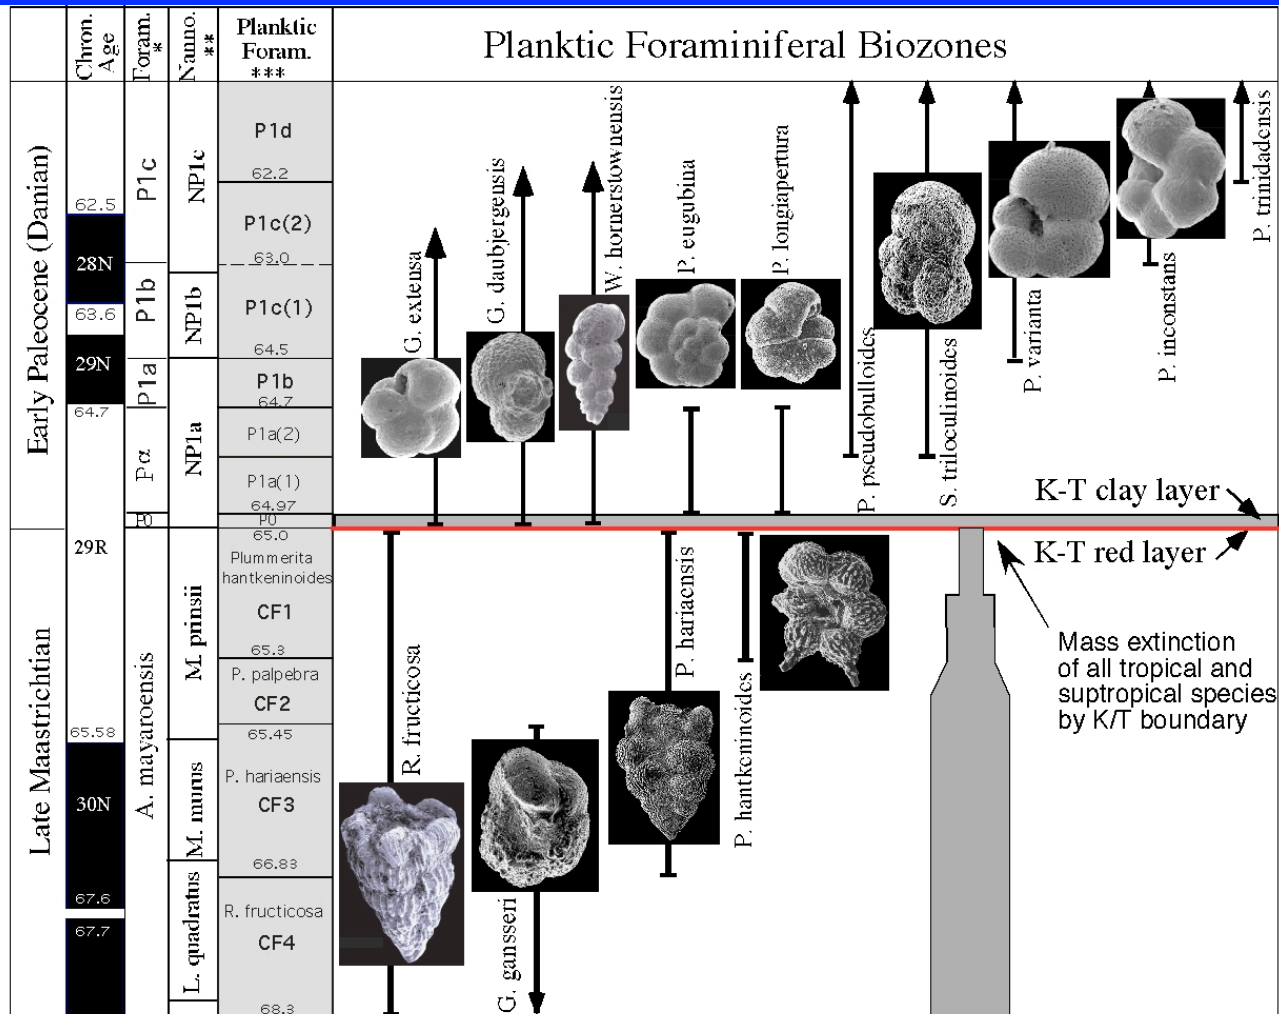 Planktic Foraminiferal Biozones
Chron.
Age
Foram.
*
Nanno.
**
Planktic
Foram.
***
Early Paleocene (Danian)
Late Maastrichtian
62.5
28N
63.6
29N
64.7
29R
65.58
30N
67.6
67.7
P1c
P1b
P1a
Pα
P0
A. mayaroensis
NP1c
NP1b
NP1a
M. prinsii
M. murus
L. quadratus
P1d
62.2
P1c(2)
63.0
P1c(1)
64.5
P1b
64.7
P1a(2)
P1a(1)
64.97
P0
65.0
Plummerita
hantkeninoides
CF1
65.3
P. palpebra
CF2
65.45
P. hariaensis
CF3
66.83
R. fructicosa
CF4
68.3
G. extensa
G. daubjergensis
W. hornerstownensis
P. eugubina
P. longiapertura
P. pseudobulloides
S. triloculinoides
P. varianta
P. inconstans
P. trinidadensis
K-T clay layer
K-T red layer
R. fructicosa
G. gansseri
P. hariaensis
P. hantkeninoides
Mass extinction
of all tropical and
suptropical species
by K/T boundary